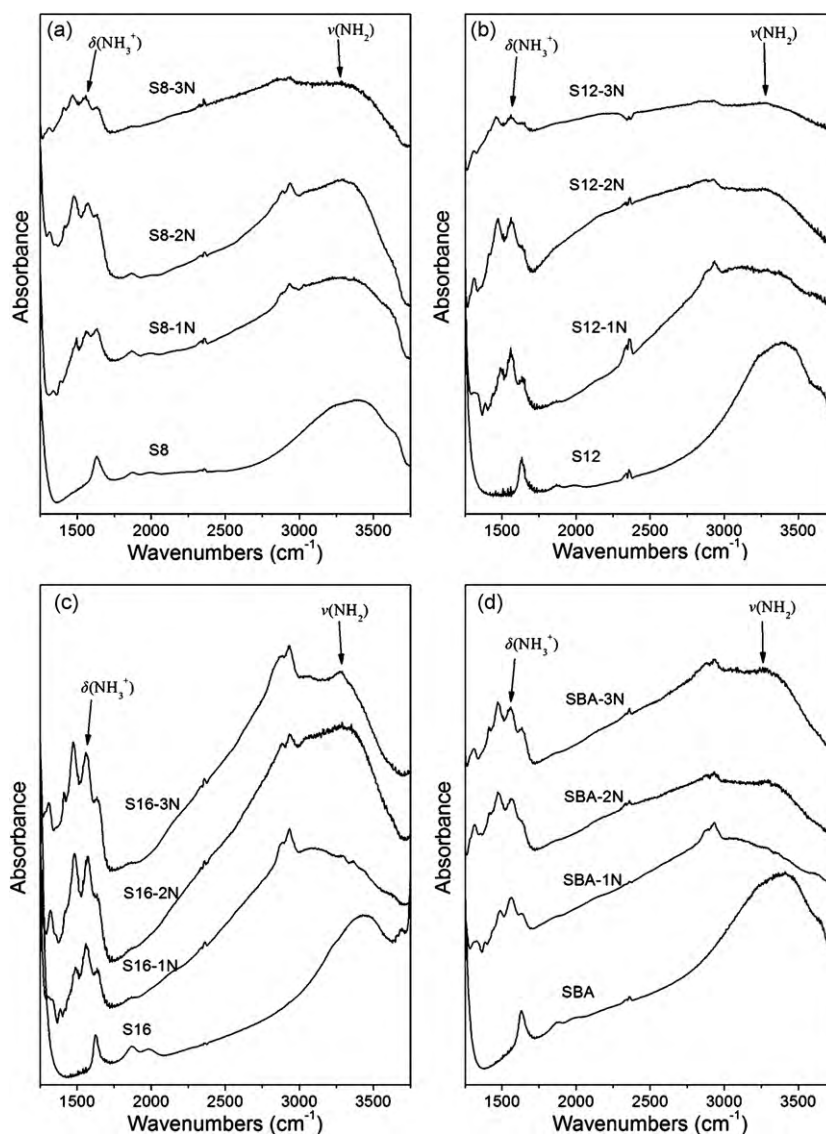 (a)
δ(NH₃⁺)
ν(NH₂)
S8-3N
S8-2N
S8-1N
S8
Absorbance
1500 2000 2500 3000 3500
Wavenumbers (cm⁻¹)
(b)
δ(NH₃⁺)
ν(NH₂)
S12-3N
S12-2N
S12-1N
S12
Absorbance
1500 2000 2500 3000 3500
Wavenumbers (cm⁻¹)
(c)
δ(NH₃⁺)
ν(NH₂)
S16-3N
S16-2N
S16-1N
S16
Absorbance
1500 2000 2500 3000 3500
Wavenumbers (cm⁻¹)
(d)
δ(NH₃⁺)
ν(NH₂)
SBA-3N
SBA-2N
SBA-1N
SBA
Absorbance
1500 2000 2500 3000 3500
Wavenumbers (cm⁻¹)